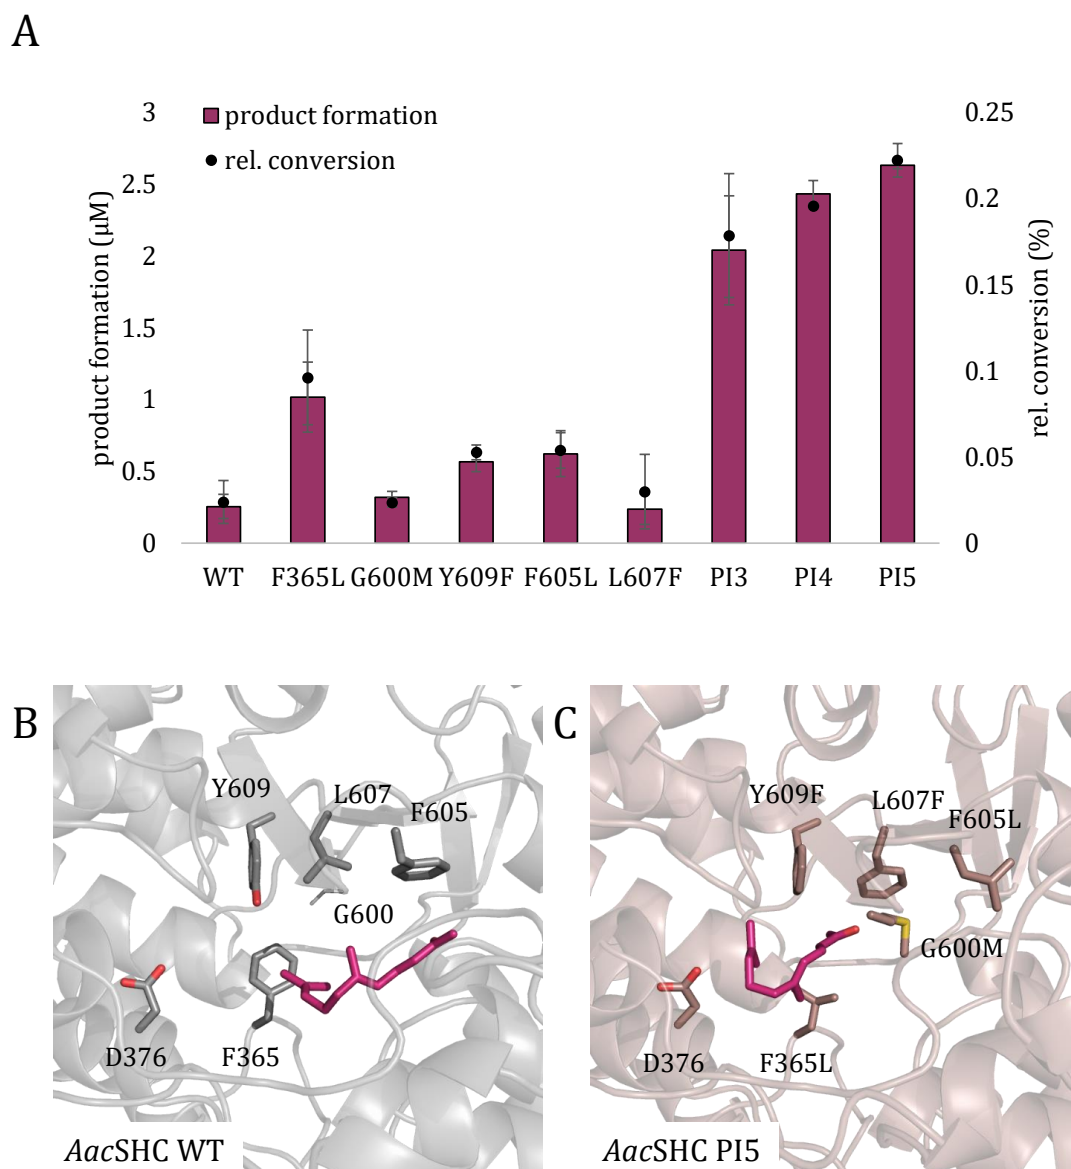 A
3
2.5
2
1.5
1
0.5
0
product formation (μM)
product formation
rel. conversion
0.25
0.2
0.15
0.1
0.05
0
rel. conversion (%)
WT F365L G600M Y609F F605L L607F PI3 PI4 PI5
B
Y609
L607
F605
G600
D376
F365
AacSHC WT
C
Y609F
L607F
F605L
G600M
D376
F365L
AacSHC PI5